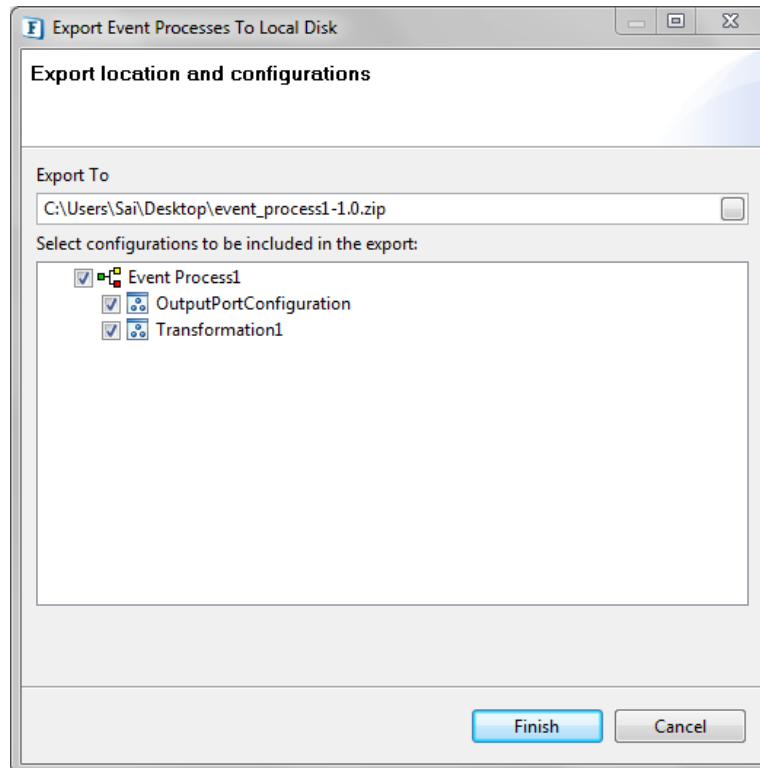 Export Event Processes To Local Disk
Export location and configurations
Export To
C:\Users\Sai\Desktop\event_process1-1.0.zip
Select configurations to be included in the export:
Event Process1
OutputPortConfiguration
Transformation1
Finish Cancel